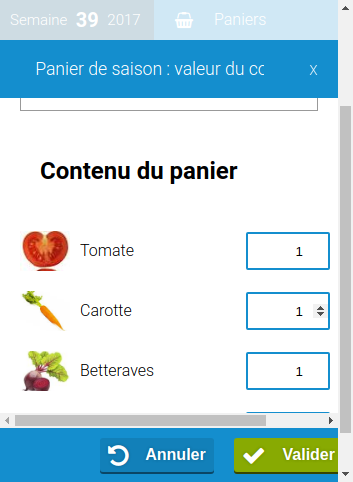 Semaine 39 2017 Paniers
Panier de saison : valeur du x
Contenu du panier
Tomate 1
Carotte 1
Betteraves 1
Annuler Valider